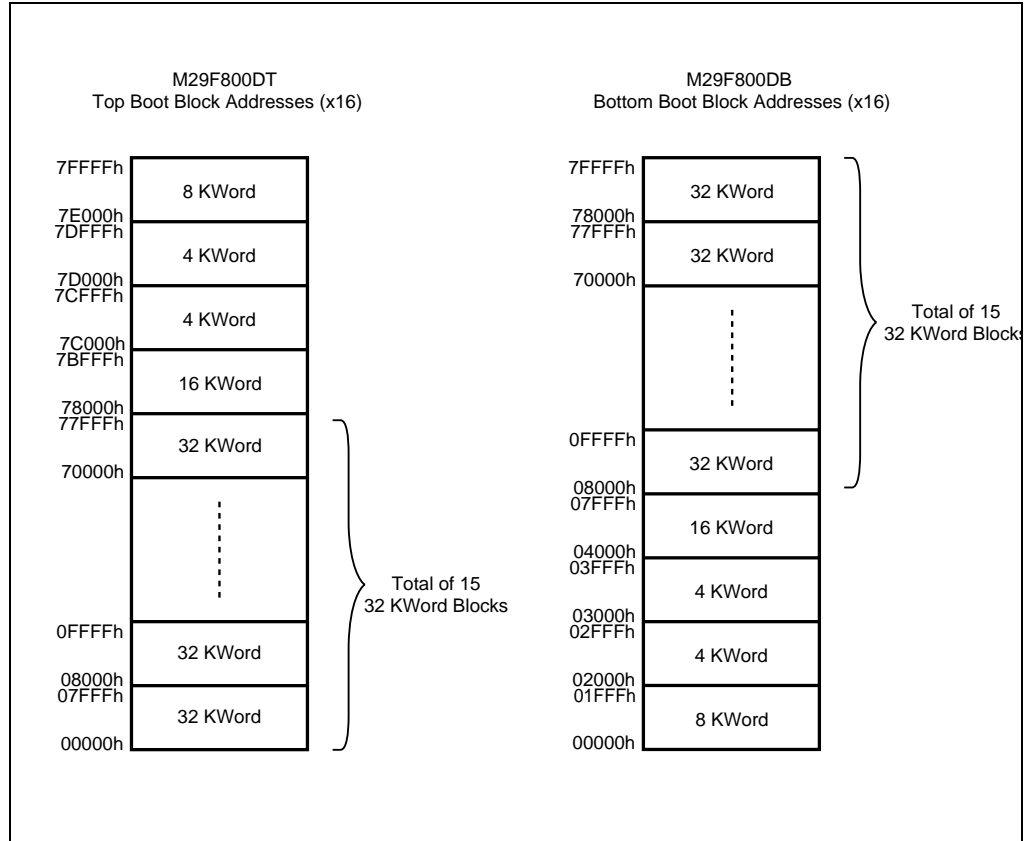 M29F800DT
Top Boot Block Addresses (x16)
7FFFFh
8 KWord
7E000h
7DFFFh
4 KWord
7D000h
7CFFFh
4 KWord
7C000h
7BFFFh
16 KWord
78000h
77FFFh
32 KWord
70000h
Total of 15
32 KWord Blocks
0FFFFh
32 KWord
08000h
07FFFh
32 KWord
00000h
M29F800DB
Bottom Boot Block Addresses (x16)
7FFFFh
32 KWord
78000h
77FFFh
32 KWord
70000h
Total of 15
32 KWord Blocks
0FFFFh
32 KWord
08000h
07FFFh
16 KWord
04000h
03FFFh
4 KWord
03000h
02FFFh
4 KWord
02000h
01FFFh
8 KWord
00000h